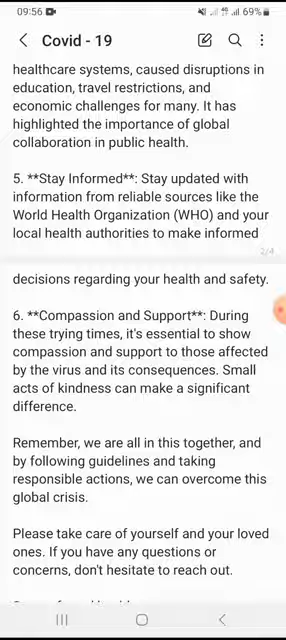 09:56 4G 69%
Covid - 19
healthcare systems, caused disruptions in
education, travel restrictions, and
economic challenges for many. It has
highlighted the importance of global
collaboration in public health.
5. **Stay Informed**: Stay updated with
information from reliable sources like the
World Health Organization (WHO) and your
local health authorities to make informed
2/4
decisions regarding your health and safety.
6. **Compassion and Support**: During
these trying times, it's essential to show
compassion and support to those affected
by the virus and its consequences. Small
acts of kindness can make a significant
difference.
Remember, we are all in this together, and
by following guidelines and taking
responsible actions, we can overcome this
global crisis.
Please take care of yourself and your loved
ones. If you have any questions or
concerns, don't hesitate to reach out.